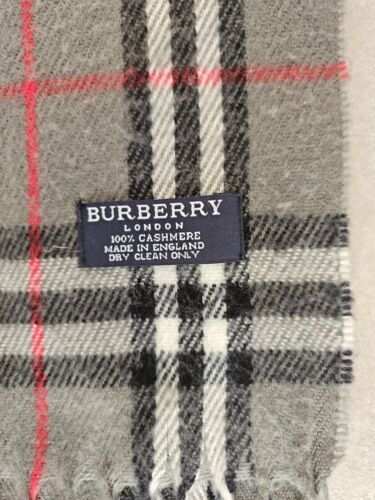 BURBERRY
LONDON
100% CASHMERE
MADE IN ENGLAND
DRY CLEAN ONLY